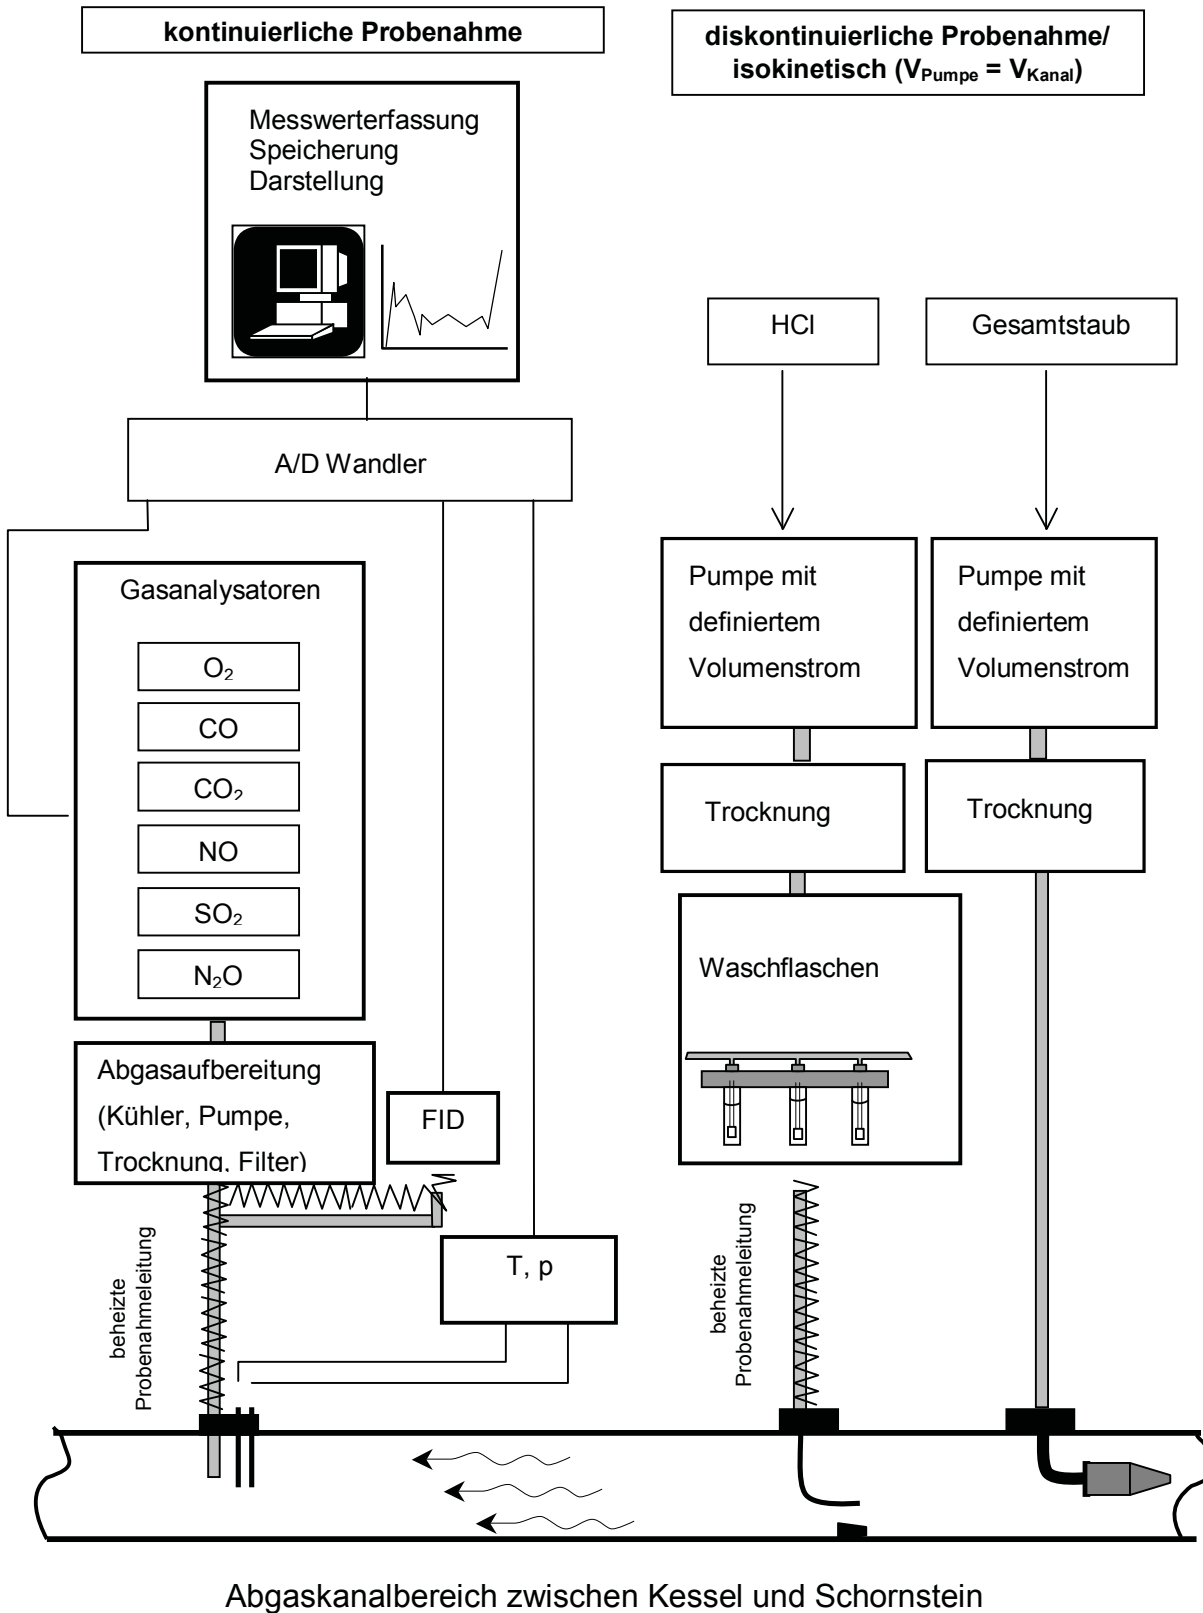 kontinuierliche Probenahme
diskontinuierliche Probenahme/
isokinetisch (V_Pumpe = V_Kanal)
Messwerterfassung
Speicherung
Darstellung
HCl
Gesamtstaub
A/D Wandler
Gasanalysatoren
O₂
CO
CO₂
NO
SO₂
N₂O
Pumpe mit
definiertem
Volumenstrom
Pumpe mit
definiertem
Volumenstrom
Trocknung
Trocknung
Waschflaschen
Abgasaufbereitung
(Kühler, Pumpe,
Trocknung, Filter)
FID
T, p
beheizte
Probenahmeleitung
beheizte
Probenahmeleitung
Abgaskanalbereich zwischen Kessel und Schornstein